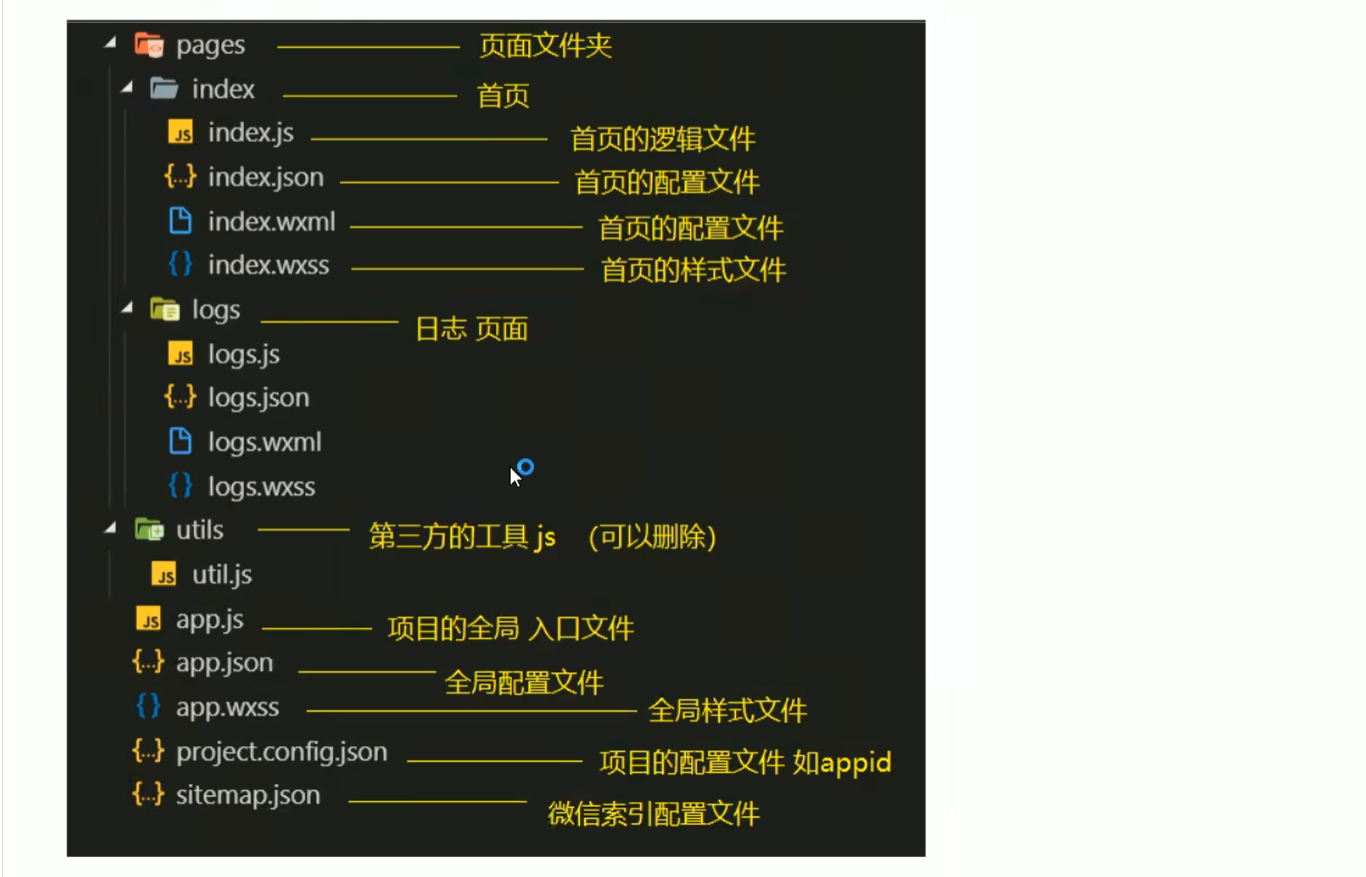 pages 页面文件夹
index 首页
index.js 首页的逻辑文件
index.json 首页的配置文件
index.wxml 首页的配置文件
index.wxss 首页的样式文件
logs 日志 页面
logs.js
logs.json
logs.wxml
logs.wxss
utils 第三方的工具 js (可以删除)
util.js
app.js 项目的全局 入口文件
app.json 全局配置文件
app.wxss 全局样式文件
project.config.json 项目的配置文件 如appid
sitemap.json 微信索引配置文件